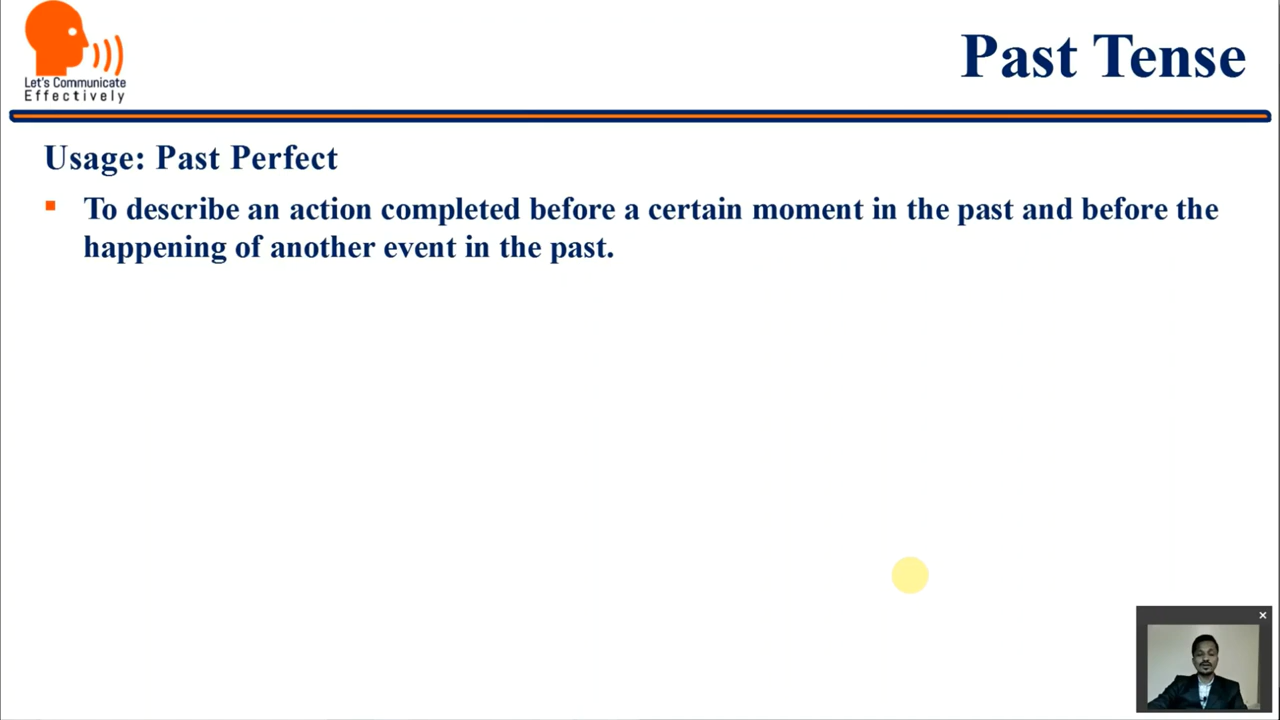 Let's Communicate
Effectively
Past Tense
Usage: Past Perfect
To describe an action completed before a certain moment in the past and before the
happening of another event in the past.